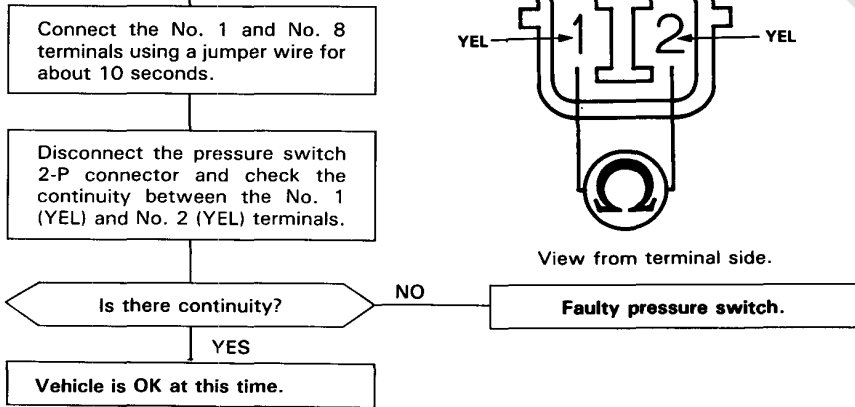 Connect the No. 1 and No. 8
terminals using a jumper wire for
about 10 seconds.
YEL 1 2 YEL
Disconnect the pressure switch
2-P connector and check the
continuity between the No. 1
(YEL) and No. 2 (YEL) terminals.
Ω
View from terminal side.
Is there continuity?
NO
Faulty pressure switch.
YES
Vehicle is OK at this time.